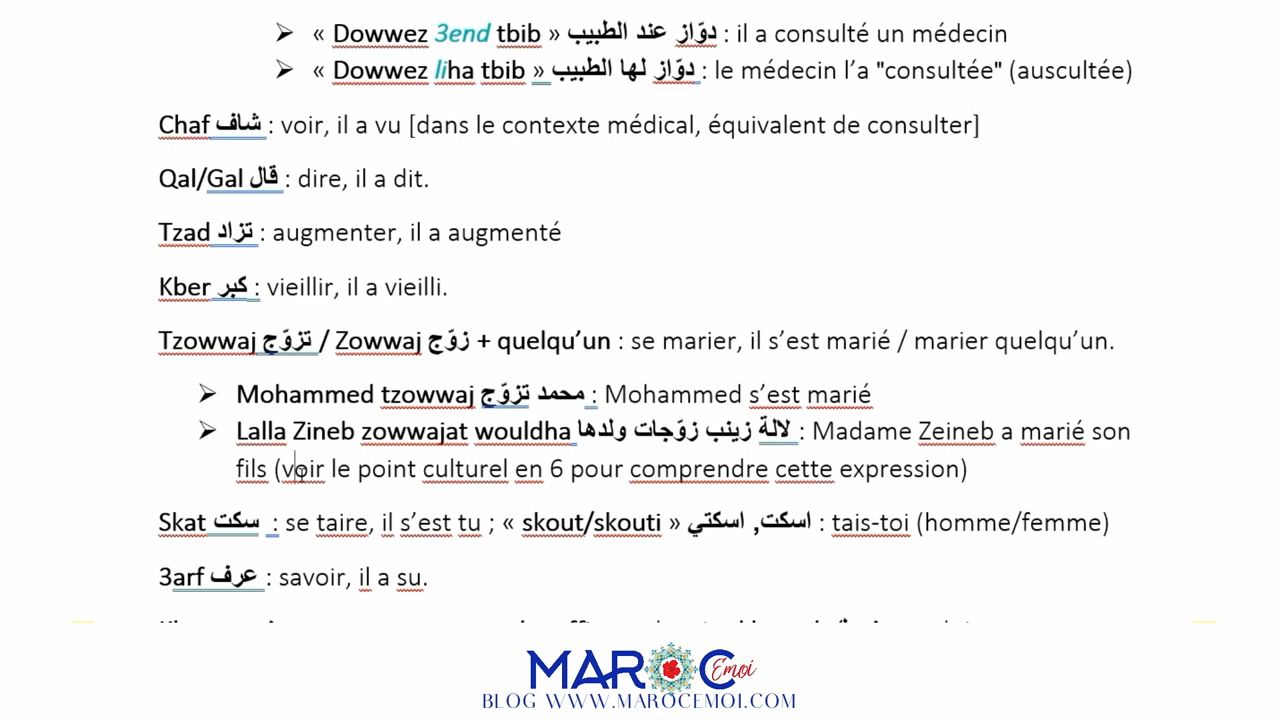 « Dowwez 3end tbib » دوّاز عند الطبيب : il a consulté un médecin
« Dowwez liha tbib » دوّاز لها الطبيب : le médecin l’a "consultée" (auscultée)
Chaf شاف : voir, il a vu [dans le contexte médical, équivalent de consulter]
Qal/Gal قال : dire, il a dit.
Tzad تزاد : augmenter, il a augmenté
Kber كبر : vieillir, il a vieilli.
Tzowwaj تزوّج / Zowwaj زوّج + quelqu’un : se marier, il s’est marié / marier quelqu’un.
Mohammed tzowwaj محمد تزوّج : Mohammed s’est marié
Lalla Zineb zowwajat wouldha لالة زينب زوّجات ولدها : Madame Zeineb a marié son
fils (voir le point culturel en 6 pour comprendre cette expression)
Skat سكت : se taire, il s’est tu ; « skout/skouti » اسكت, اسكتي : tais-toi (homme/femme)
3arf عرف : savoir, il a su.
MAROC Emoi
BLOG WWW.MAROCEMOI.COM